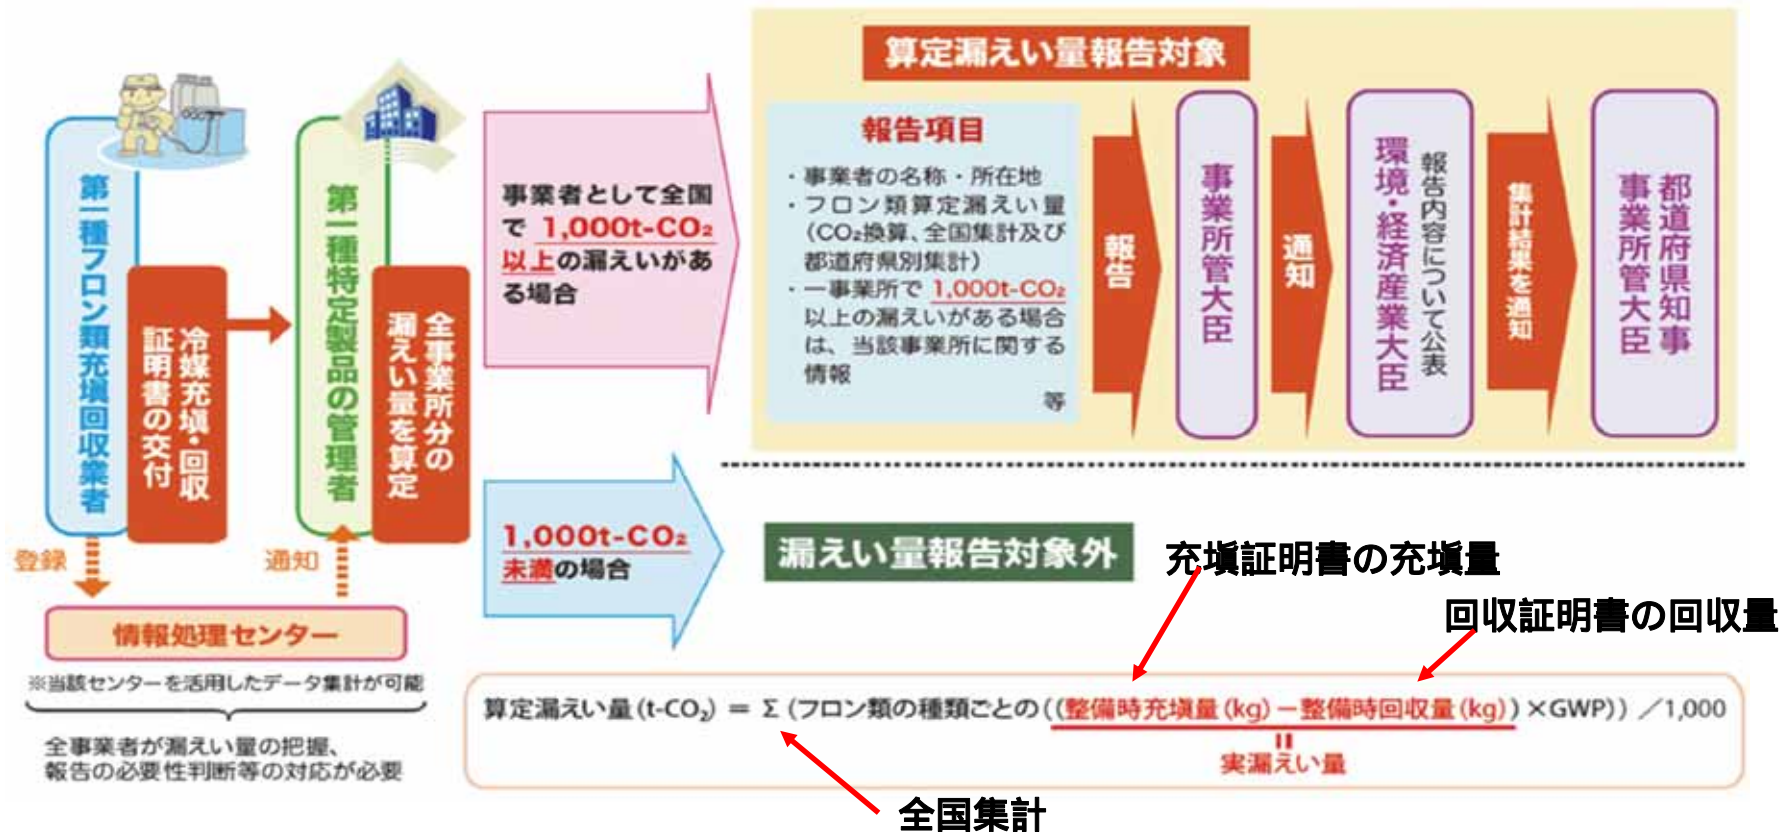 算定漏えい量報告対象
第一種フロン類充塡回収業者
冷媒充塡・回収
証明書の交付
第一種特定製品の管理者
全事業所分の
漏えい量を算定
事業者として全国
で 1,000t-CO₂
以上の漏えいがあ
る場合
報告項目
・事業者の名称・所在地
・フロン類算定漏えい量
(CO₂換算、全国集計及び
都道府県別集計)
・一事業所で 1,000t-CO₂
以上の漏えいがある場合
は、当該事業所に関する
情報
等
報告
事業所管大臣
通知
環境・経済産業大臣
報告内容について公表
集計結果を通知
都道府県知事
事業所管大臣
1,000t-CO₂
未満の場合
漏えい量報告対象外
登録
通知
情報処理センター
※当該センターを活用したデータ集計が可能
全事業者が漏えい量の把握、
報告の必要性判断等の対応が必要
充塡証明書の充塡量
回収証明書の回収量
算定漏えい量(t-CO₂) = Σ (フロン類の種類ごとの((整備時充塡量(kg)－整備時回収量(kg)) ×GWP)) ／1,000
=
実漏えい量
全国集計